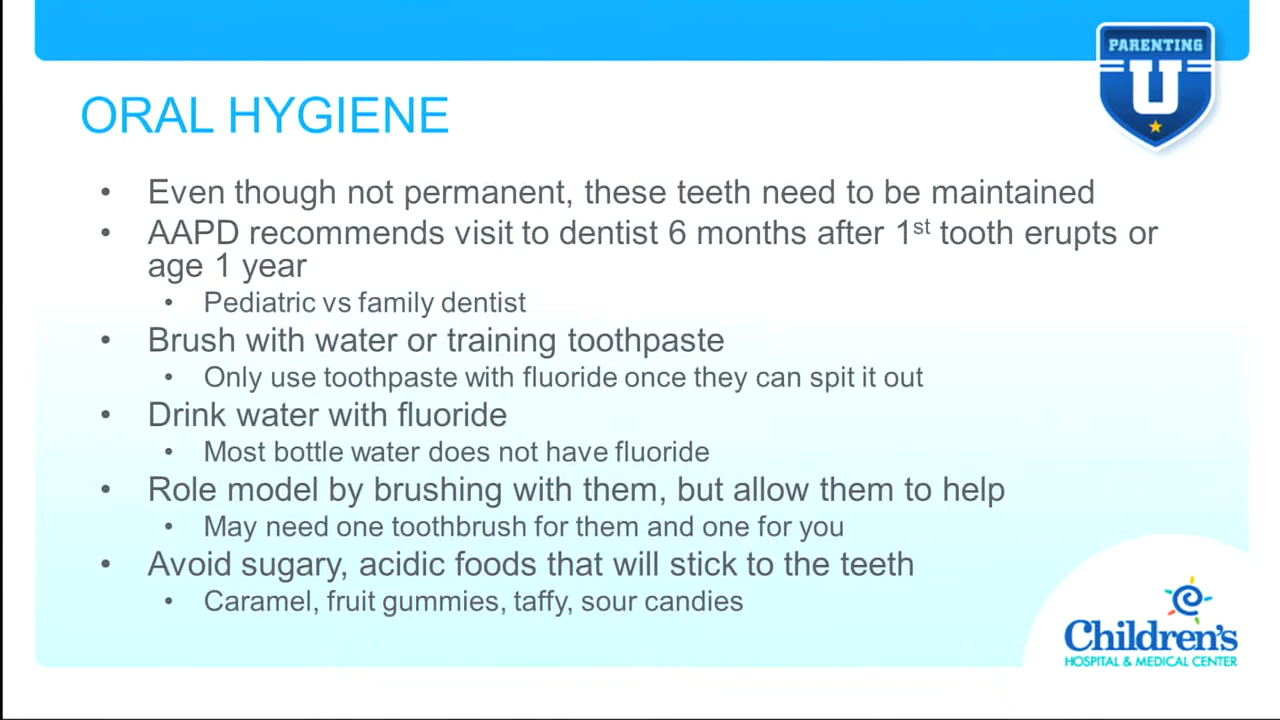 PARENTING
U
ORAL HYGIENE
• Even though not permanent, these teeth need to be maintained
• AAPD recommends visit to dentist 6 months after 1st tooth erupts or
age 1 year
• Pediatric vs family dentist
• Brush with water or training toothpaste
• Only use toothpaste with fluoride once they can spit it out
• Drink water with fluoride
• Most bottle water does not have fluoride
• Role model by brushing with them, but allow them to help
• May need one toothbrush for them and one for you
• Avoid sugary, acidic foods that will stick to the teeth
• Caramel, fruit gummies, taffy, sour candies
Children's
HOSPITAL & MEDICAL CENTER